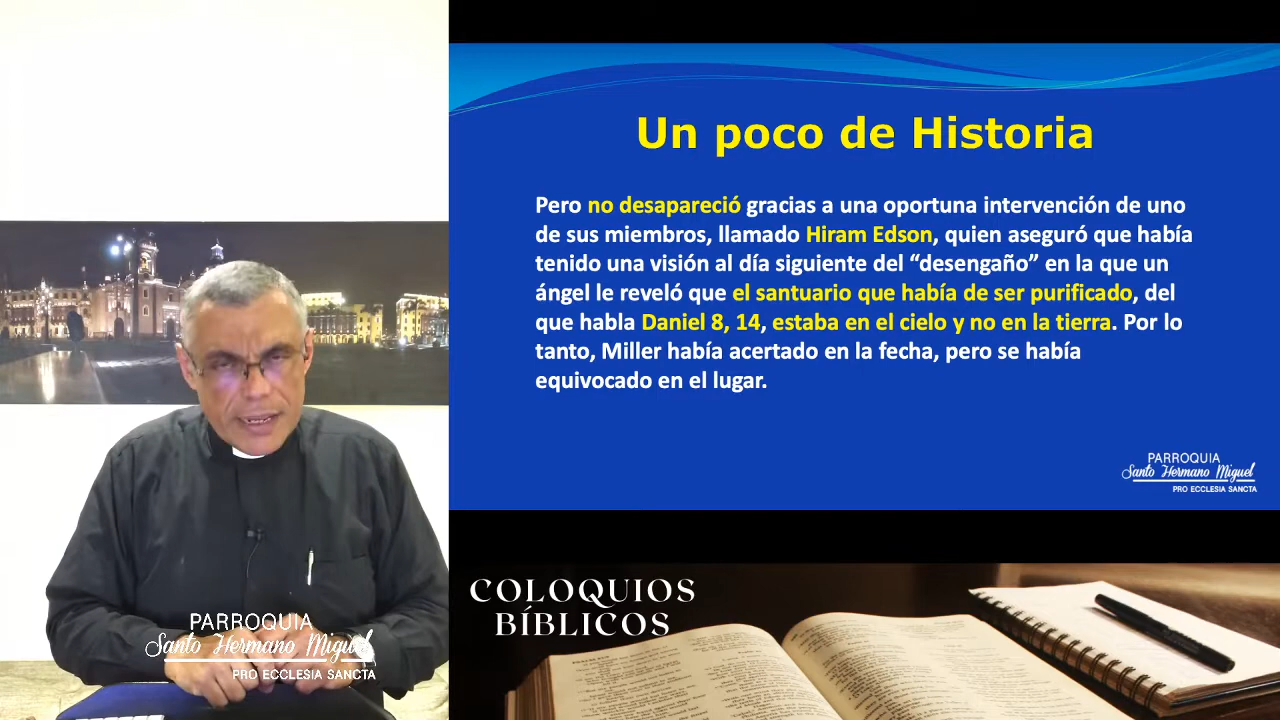 Un poco de Historia
Pero no desapareció gracias a una oportuna intervención de uno
de sus miembros, llamado Hiram Edson, quien aseguró que había
tenido una visión al día siguiente del “desengaño” en la que un
ángel le reveló que el santuario que había de ser purificado, del
que habla Daniel 8, 14, estaba en el cielo y no en la tierra. Por lo
tanto, Miller había acertado en la fecha, pero se había
equivocado en el lugar.
PARROQUIA
Santo Hermano Miguel
PRO ECCLESIA SANCTA
COLOQUIOS
BÍBLICOS
PARROQUIA
Santo Hermano Miguel
PRO ECCLESIA SANCTA